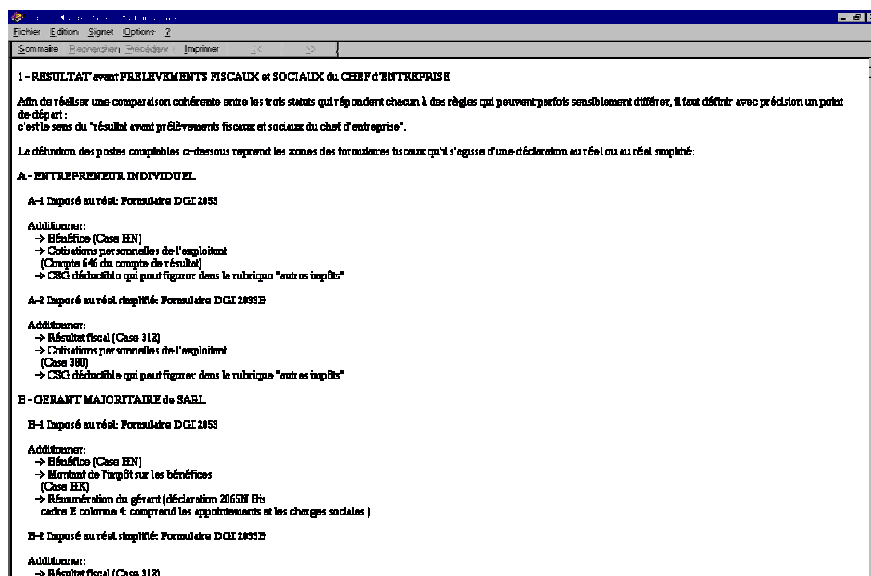 Fichier Edition Signet Options ?
Sommaire Rechercher Précédent Imprimer << >>
1 - RESULTAT avant PRELEVEMENTS FISCAUX et SOCIAUX du CHEF d'ENTREPRISE
Afin de réaliser une comparaison cohérente entre les trois statuts qui répondent chacun à des règles qui peuvent parfois sensiblement différer, il faut définir avec précision un point
de départ :
c'est le sens du "résultat avant prélèvements fiscaux et sociaux du chef d'entreprise".
La définition des postes comptables ci-dessous reprend les zones des formulaires fiscaux qu'il s'agisse d'une déclaration au réel ou au réel simplifié:
A - ENTREPRENEUR INDIVIDUEL
A-1 Imposé au réel: Formulaire DGI 2053
Additionner:
-> Bénéfice (Case HN)
-> Cotisations personnelles de l'exploitant
(Compte 646 du compte de résultat)
-> CSG déductible qui peut figurer dans la rubrique "autres impôts"
A-2 Imposé au réel simplifié: Formulaire DGI 2033B
Additionner:
-> Résultat fiscal (Case 312)
-> Cotisations personnelles de l'exploitant
(Case 380)
-> CSG déductible qui peut figurer dans la rubrique "autres impôts"
B - GERANT MAJORITAIRE de SARL
B-1 Imposé au réel: Formulaire DGI 2053
Additionner:
-> Bénéfice (Case HN)
-> Montant de l'impôt sur les bénéfices
(Case HK)
-> Rémunération du gérant (déclaration 2065N Bis
cadre E colonne 4: comprend les appointements et les charges sociales )
B-2 Imposé au réel simplifié: Formulaire DGI 2033B
Additionner:
-> Résultat fiscal (Case 312)